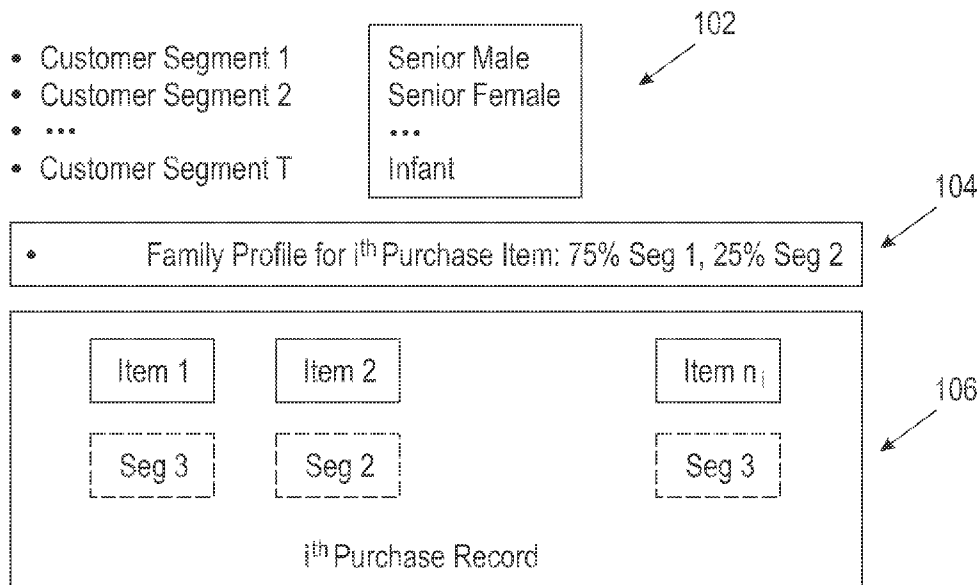 102
• Customer Segment 1 Senior Male
• Customer Segment 2 Senior Female
• ... ...
• Customer Segment T Infant
104
• Family Profile for iᵗʰ Purchase Item: 75% Seg 1, 25% Seg 2
Item 1 Item 2 Item nᵢ
106
Seg 3 Seg 2 Seg 3
iᵗʰ Purchase Record